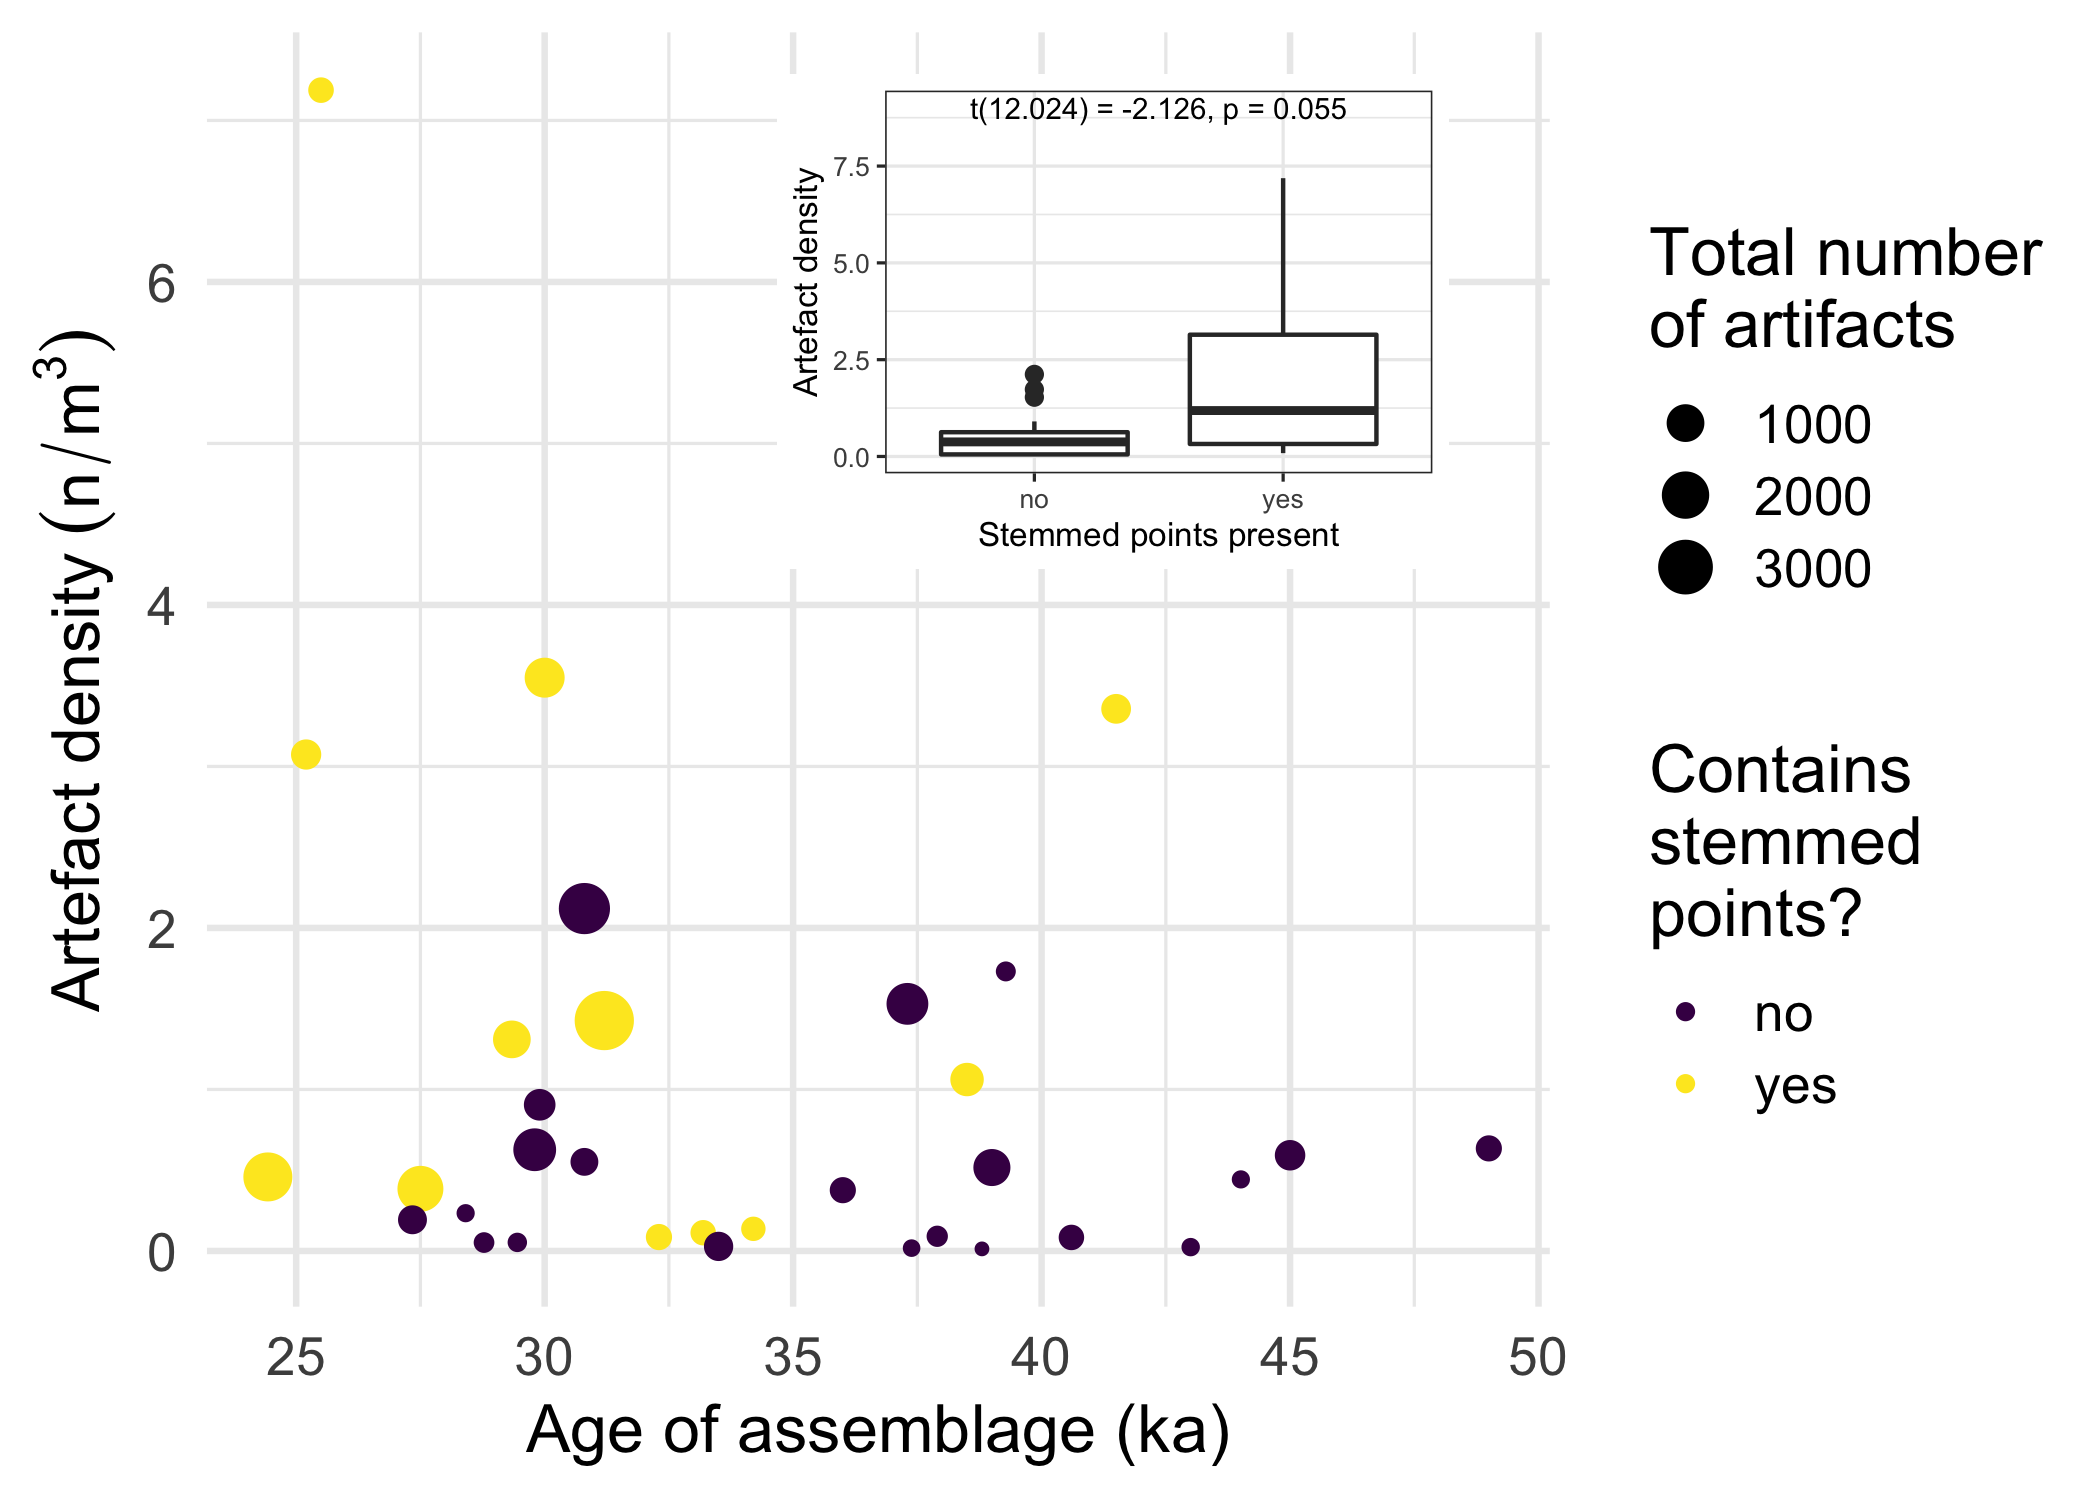 t(12.024) = -2.126, p = 0.055
Artefact density
7.5
5.0
2.5
0.0
no
yes
Stemmed points present
Artefact density (n/m³)
6
4
2
0
25
30
35
40
45
50
Age of assemblage (ka)
Total number
of artifacts
1000
2000
3000
Contains
stemmed
points?
no
yes